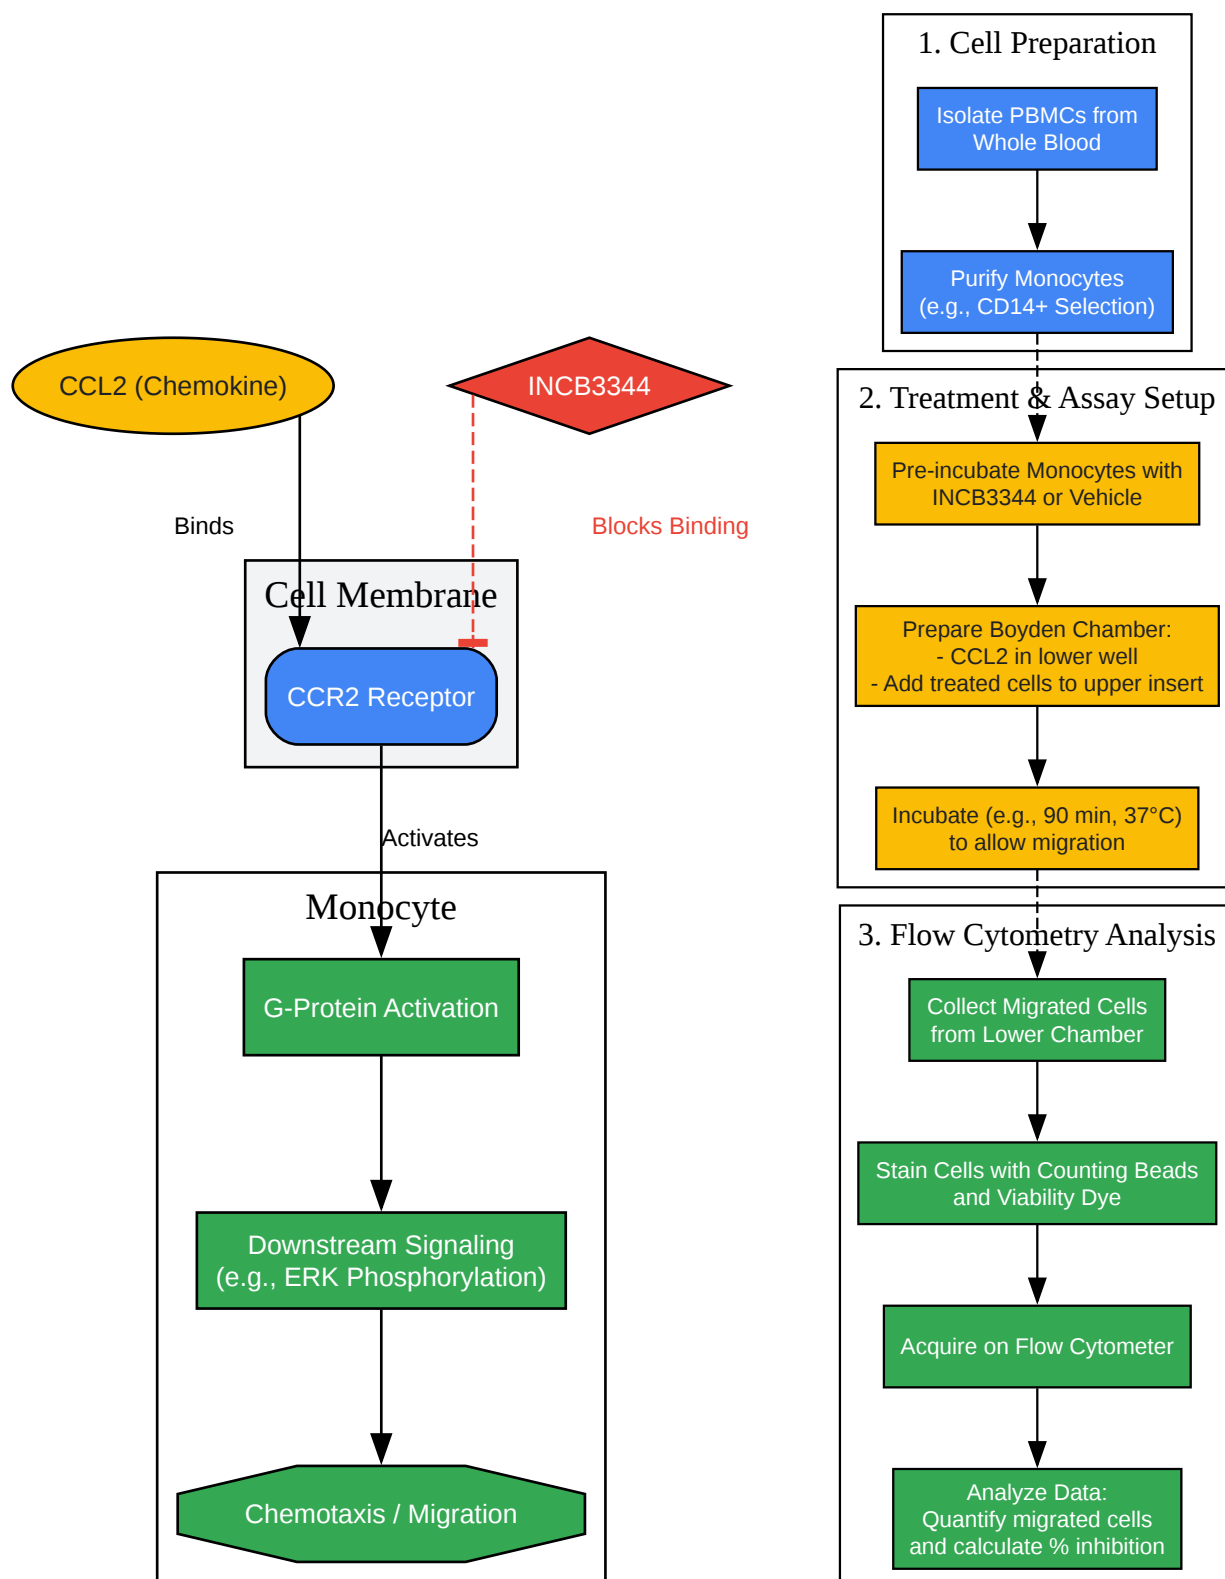 CCL2 (Chemokine)
INCB3344
Binds
Blocks Binding
Cell Membrane
CCR2 Receptor
Activates
Monocyte
G-Protein Activation
Downstream Signaling
(e.g., ERK Phosphorylation)
Chemotaxis / Migration
1. Cell Preparation
Isolate PBMCs from
Whole Blood
Purify Monocytes
(e.g., CD14+ Selection)
2. Treatment & Assay Setup
Pre-incubate Monocytes with
INCB3344 or Vehicle
Prepare Boyden Chamber:
- CCL2 in lower well
- Add treated cells to upper insert
Incubate (e.g., 90 min, 37°C)
to allow migration
3. Flow Cytometry Analysis
Collect Migrated Cells
from Lower Chamber
Stain Cells with Counting Beads
and Viability Dye
Acquire on Flow Cytometer
Analyze Data:
Quantify migrated cells
and calculate % inhibition